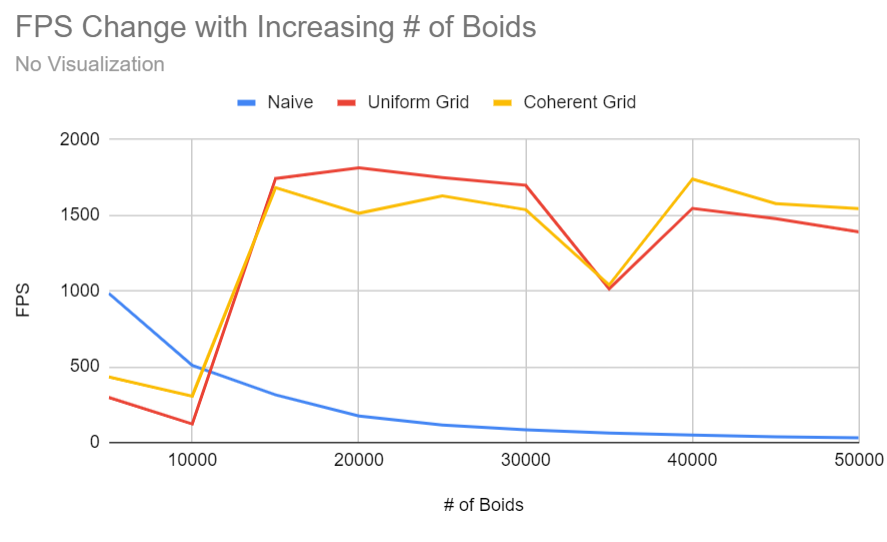 FPS Change with Increasing # of Boids
No Visualization
Naive Uniform Grid Coherent Grid
2000
1500
1000
500
0
FPS
10000 20000 30000 40000 50000
# of Boids